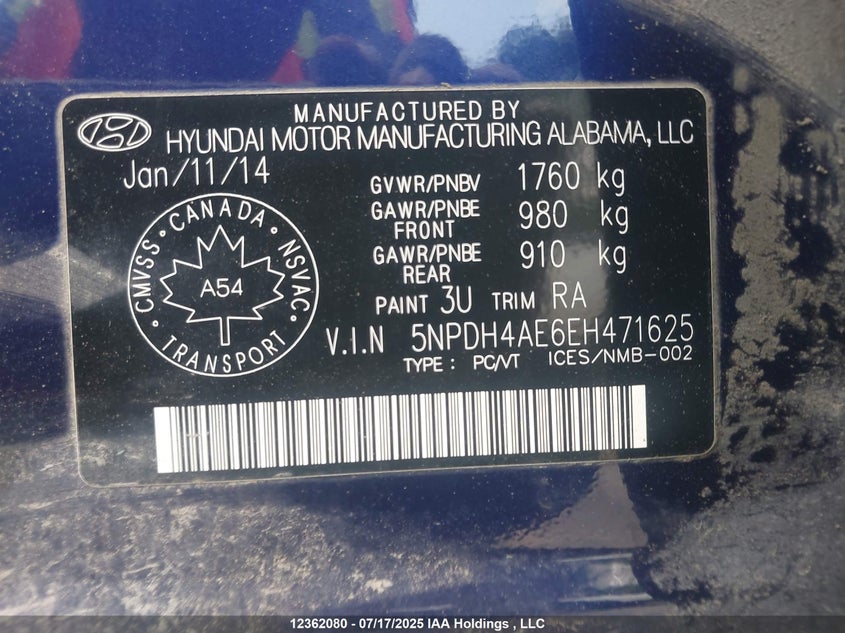 MANUFACTURED BY
HYUNDAI MOTOR MANUFACTURING ALABAMA, LLC
Jan/11/14
GVWR/PNBV 1760 kg
GAWR/PNBE FRONT 980 kg
GAWR/PNBE REAR 910 kg
PAINT 3U TRIM RA
V.I.N 5NPDH4AE6EH471625
TYPE: PC/VT ICES/NMB-002
CMVSS • CANADA • NSVAC
A54
TRANSPORT
12362080 - 07/17/2025 IAA Holdings , LLC